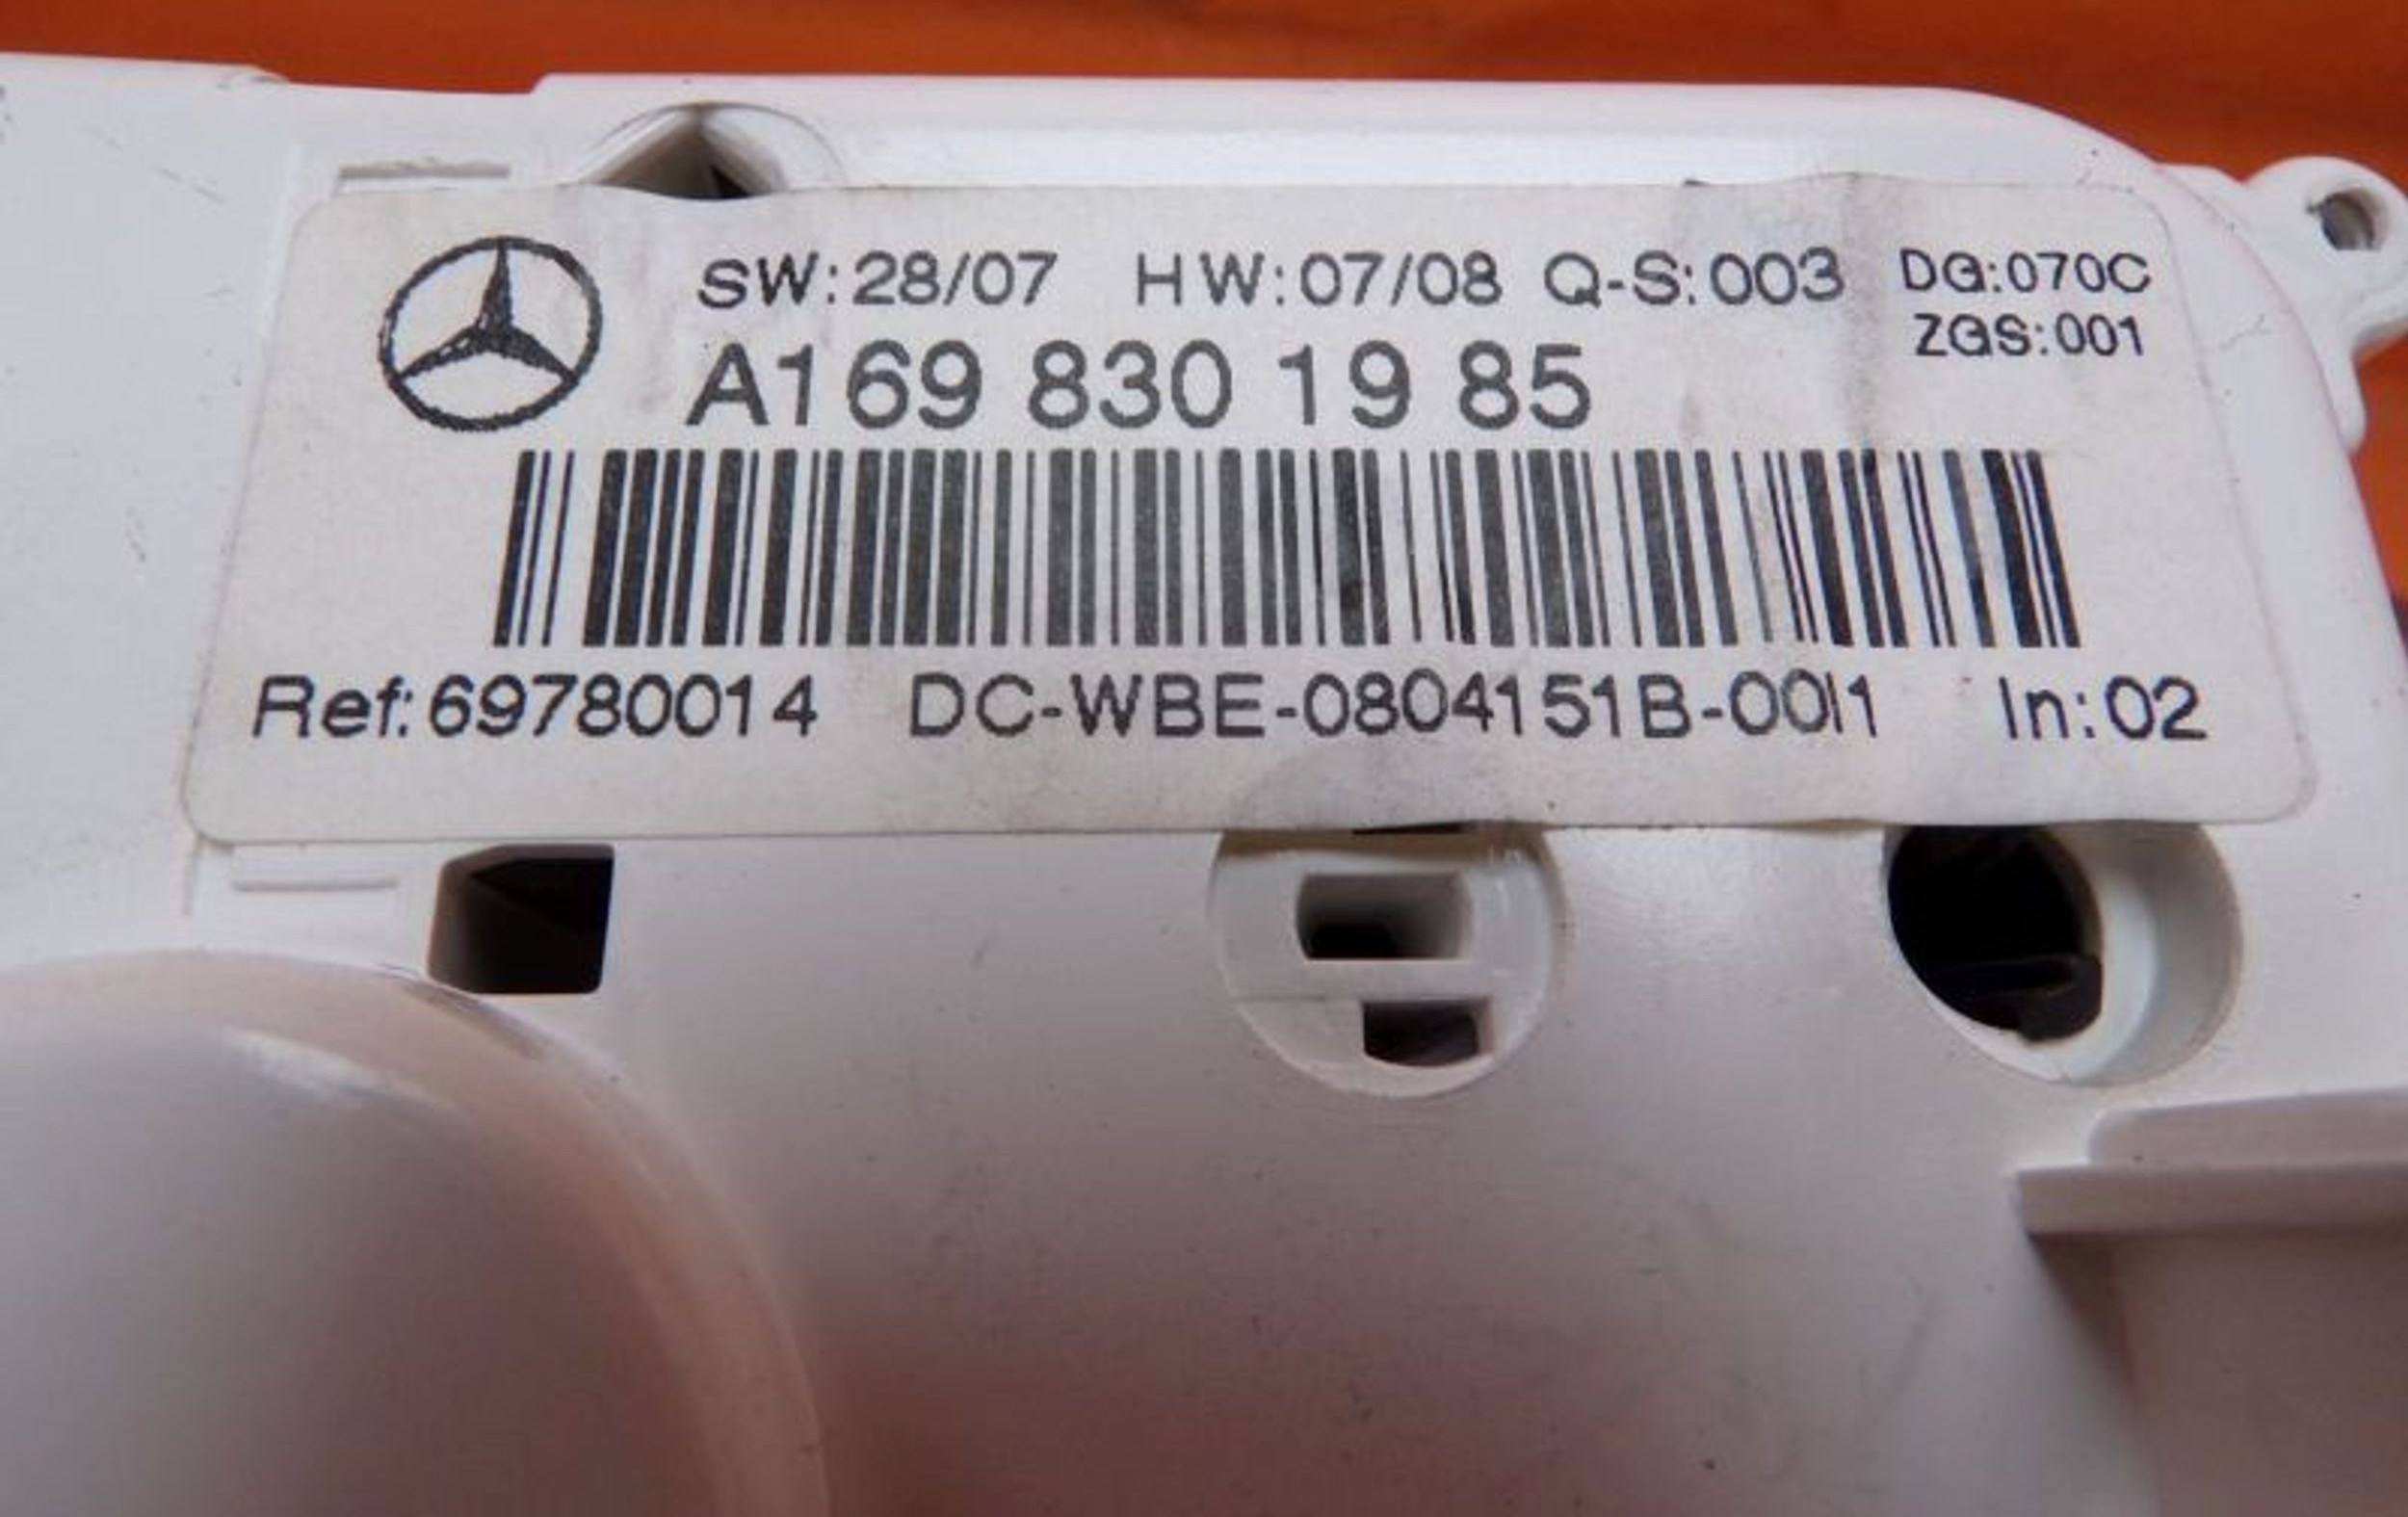 SW:28/07 HW:07/08 Q-S:003 DG:070C
ZGS:001
A169 830 19 85
Ref:69780014 DC-WBE-0804151B-00I1 In:02